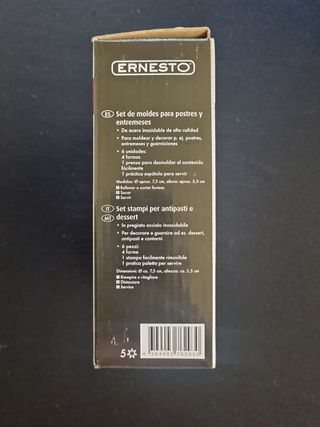 ERNESTO
ES Set de moldes para postres y
entremeses
• De acero inoxidable de alta calidad
• Para moldear y decorar p. ej. postres,
entremeses y guarniciones
• 6 unidades:
4 formas
1 prensa para desmoldar el contenido
fácilmente
1 práctica espátula para servir
Medidas: Ø aprox. 7,5 cm, altura: aprox. 5,5 cm
Rellenar o cortar formas
Sacar
Servir
IT Set stampi per antipasti e
MT dessert
• In pregiato acciaio inossidabile
• Per decorare e guarnire ad es. dessert,
antipasti e contorni
• 6 pezzi:
4 forme
1 stampo facilmente rimovibile
1 pratica paletta per servire
Dimensioni: Ø ca. 7,5 cm, altezza: ca. 5,5 cm
Riempire o ritagliare
Distaccare
Servire
5